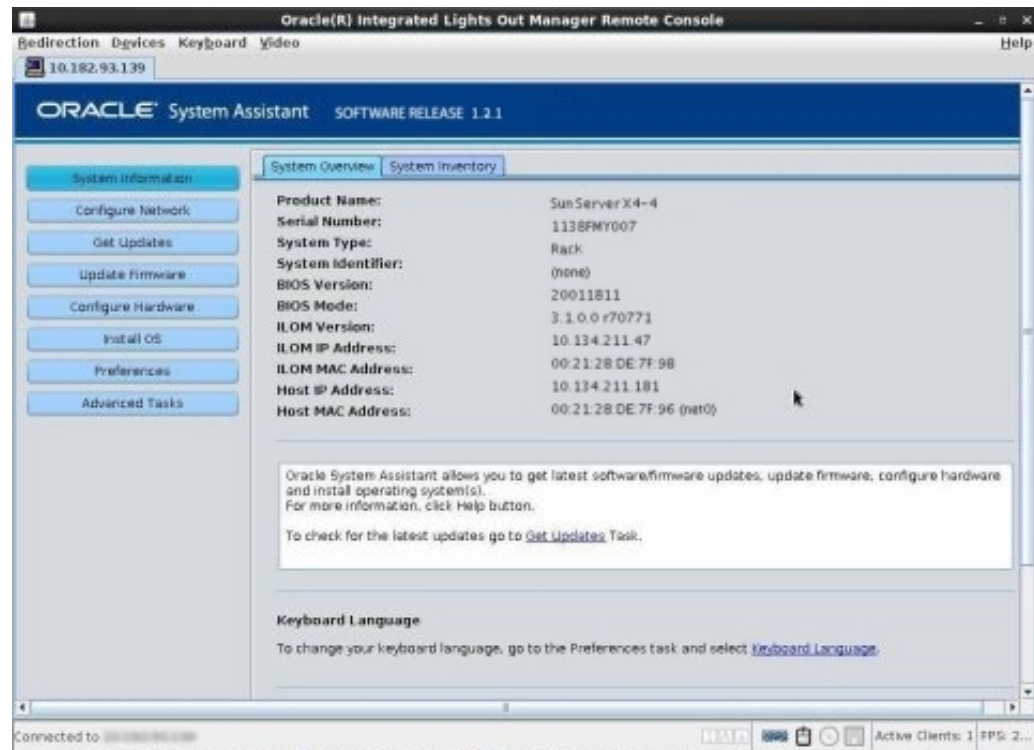 Oracle(R) Integrated Lights Out Manager Remote Console
Redirection Devices Keyboard Video Help
10.182.93.139
ORACLE System Assistant SOFTWARE RELEASE 1.2.1
System Information
Configure Network
Get Updates
Update Firmware
Configure Hardware
Install OS
Preferences
Advanced Tasks
System Overview System Inventory
Product Name: Sun Server X4-4
Serial Number: 1138FMY007
System Type: Rack
System Identifier: (none)
BIOS Version: 20011811
BIOS Mode: 3.1.0.0 r70771
ILOM Version: 10.134.211.47
ILOM IP Address: 00:21:28:DE:7F:98
ILOM MAC Address: 10.134.211.181
Host IP Address: 00:21:28:DE:7F:96 (net0)
Host MAC Address:
Oracle System Assistant allows you to get latest software/firmware updates, update firmware, configure hardware
and install operating system(s).
For more information, click Help button.
To check for the latest updates go to Get Updates Task.
Keyboard Language
To change your keyboard language, go to the Preferences task and select Keyboard Language.
Connected to
Active Clients: 1 FPS: 2...